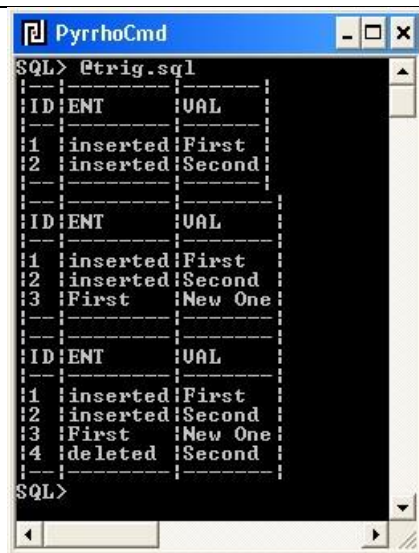 PyrrhoCmd
SQL> @trig.sql
|--|--------|------|
|ID|ENT     |VAL   |
|--|--------|------|
|1 |inserted|First |
|2 |inserted|Second|
|--|--------|------|
|--|--------|-------|
|ID|ENT     |VAL    |
|--|--------|-------|
|1 |inserted|First  |
|2 |inserted|Second |
|3 |First   |New One|
|--|--------|-------|
|--|--------|-------|
|ID|ENT     |VAL    |
|--|--------|-------|
|1 |inserted|First  |
|2 |inserted|Second |
|3 |First   |New One|
|4 |deleted |Second |
|--|--------|-------|
SQL>